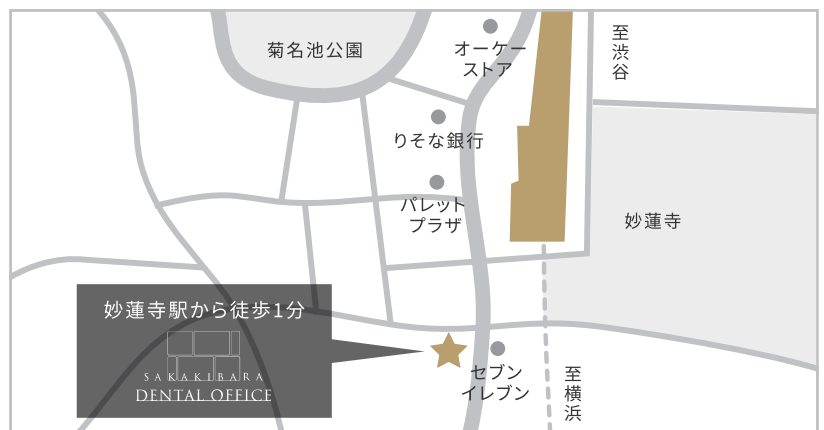 菊名池公園
オーケー
ストア
至渋谷
りそな銀行
パレット
プラザ
妙蓮寺
妙蓮寺駅から徒歩1分
SAKAKIBARA
DENTAL OFFICE
セブン
イレブン
至横浜